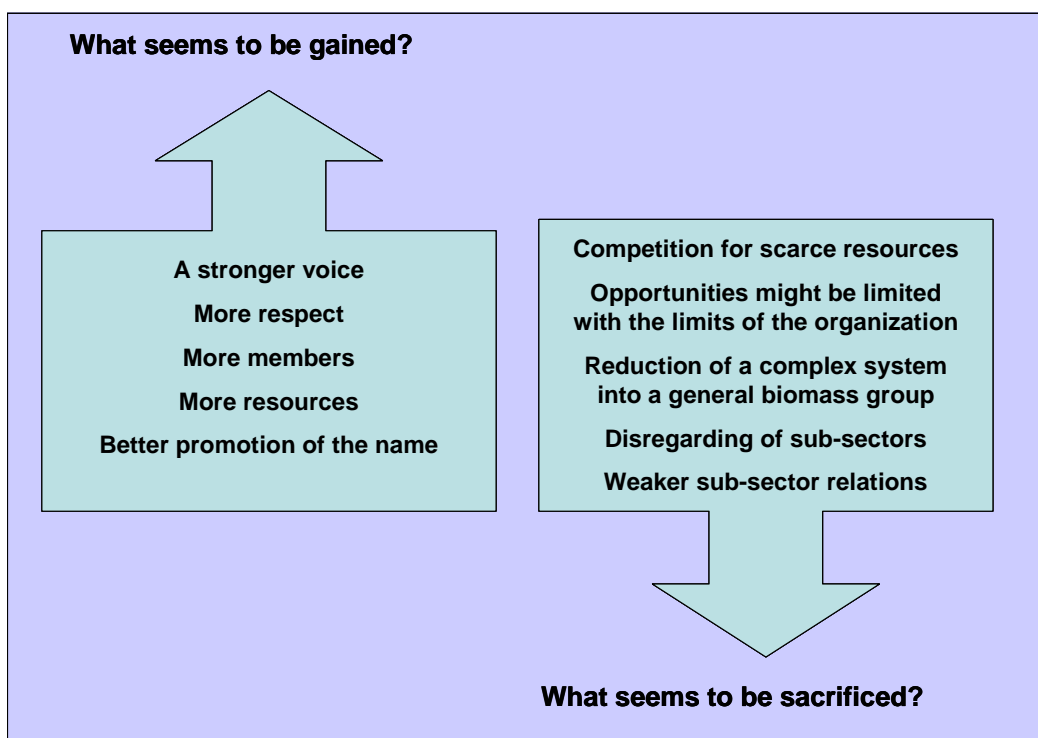 What seems to be gained?
A stronger voice
More respect
More members
More resources
Better promotion of the name
Competition for scarce resources
Opportunities might be limited
with the limits of the organization
Reduction of a complex system
into a general biomass group
Disregarding of sub-sectors
Weaker sub-sector relations
What seems to be sacrificed?